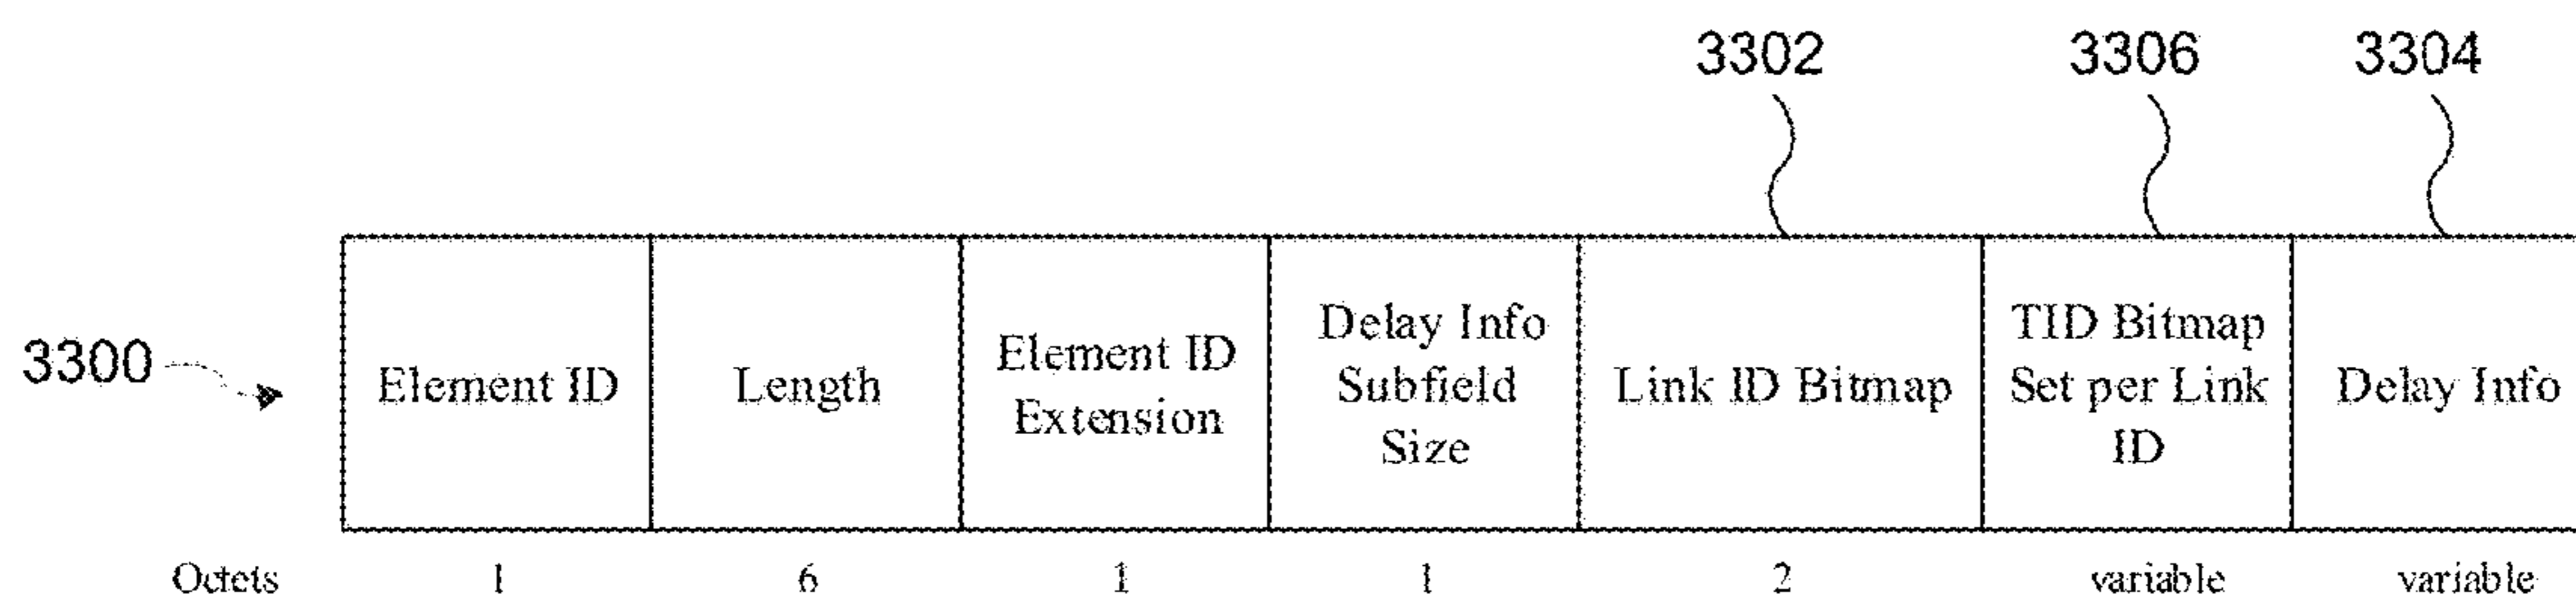 3302 3306 3304
3300
Element ID
Length
Element ID
Extension
Delay Info
Subfield
Size
Link ID Bitmap
TID Bitmap
Set per Link
ID
Delay Info
Octets 1 6 1 1 2 variable variable